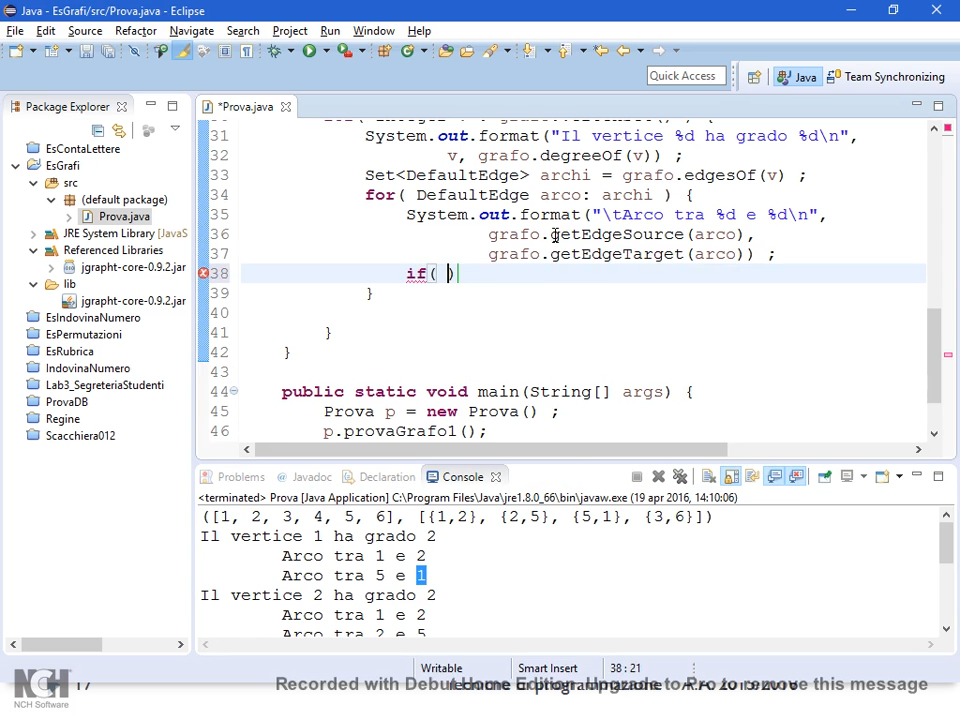 Java - EsGrafi/src/Prova.java - Eclipse
File Edit Source Refactor Navigate Search Project Run Window Help
Quick Access
Java
Team Synchronizing
Package Explorer
*Prova.java
EsContaLettere
EsGrafi
src
(default package)
Prova.java
JRE System Library [JavaS
Referenced Libraries
jgrapht-core-0.9.2.jar
lib
jgrapht-core-0.9.2.jar
EsIndovinaNumero
EsPermutazioni
EsRubrica
IndovinaNumero
Lab3_SegreteriaStudenti
ProvaDB
Regine
Scacchiera012
31 System.out.format("Il vertice %d ha grado %d\n",
32 v, grafo.degreeOf(v)) ;
33 Set<DefaultEdge> archi = grafo.edgesOf(v) ;
34 for( DefaultEdge arco: archi ) {
35 System.out.format("\tArco tra %d e %d\n",
36 grafo.getEdgeSource(arco),
37 grafo.getEdgeTarget(arco)) ;
38 if( )
39 }
40
41 }
42 }
43
44 public static void main(String[] args) {
45 Prova p = new Prova() ;
46 p.provaGrafo1();
Problems Javadoc Declaration Console
<terminated> Prova [Java Application] C:\Program Files\Java\jre1.8.0_66\bin\javaw.exe (19 apr 2016, 14:10:06)
([1, 2, 3, 4, 5, 6], [{1,2}, {2,5}, {5,1}, {3,6}])
Il vertice 1 ha grado 2
Arco tra 1 e 2
Arco tra 5 e 1
Il vertice 2 ha grado 2
Arco tra 1 e 2
Arco tra 2 e 5
Writable Smart Insert 38 : 21
NCH
NCH Software
17
Recorded with Debut Home Edition. Upgrade to Pro to remove this message